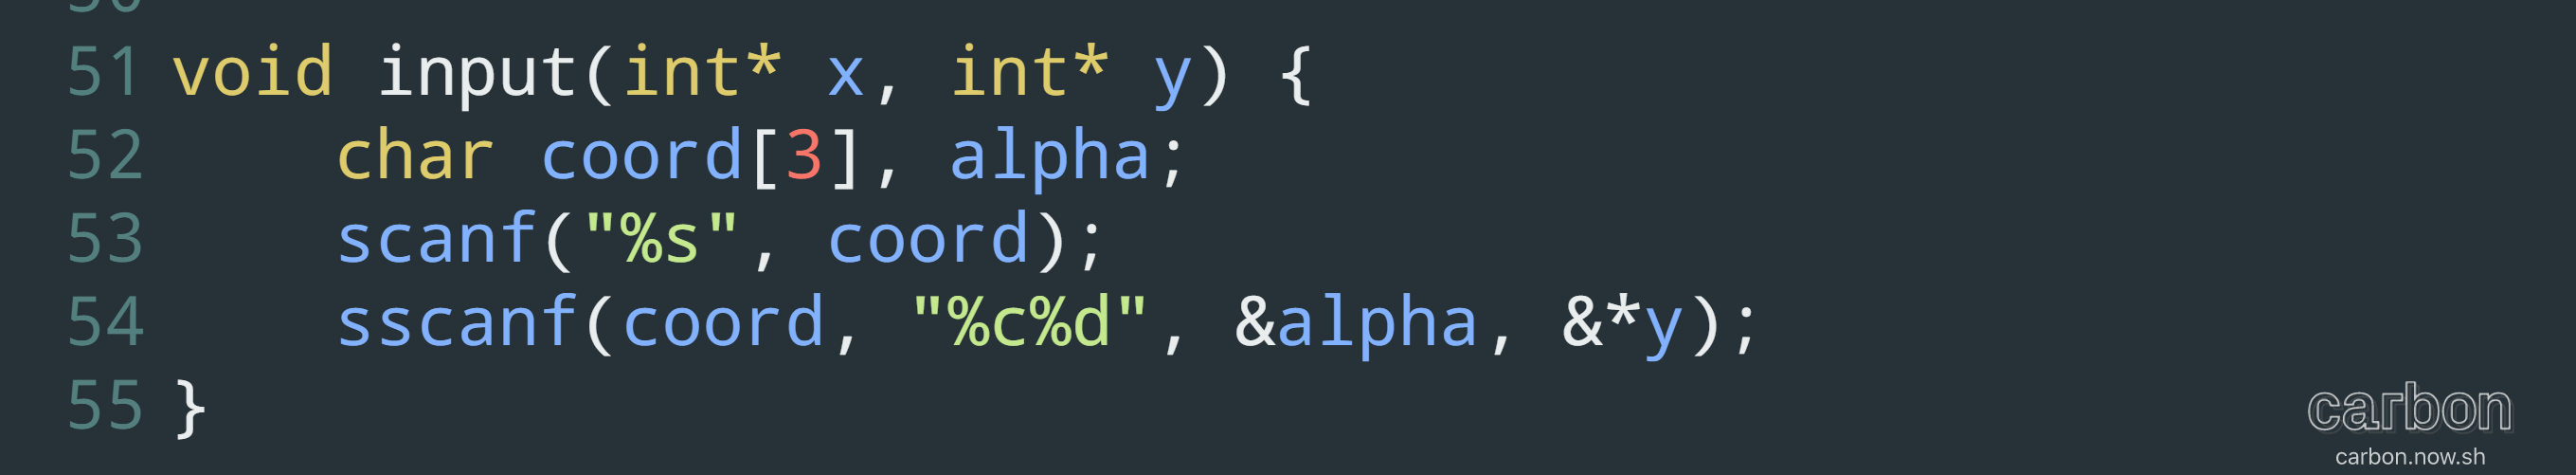 51 void input(int* x, int* y) {
52     char coord[3], alpha;
53     scanf("%s", coord);
54     sscanf(coord, "%c%d", &alpha, &*y);
55 }
carbon
carbon.now.sh